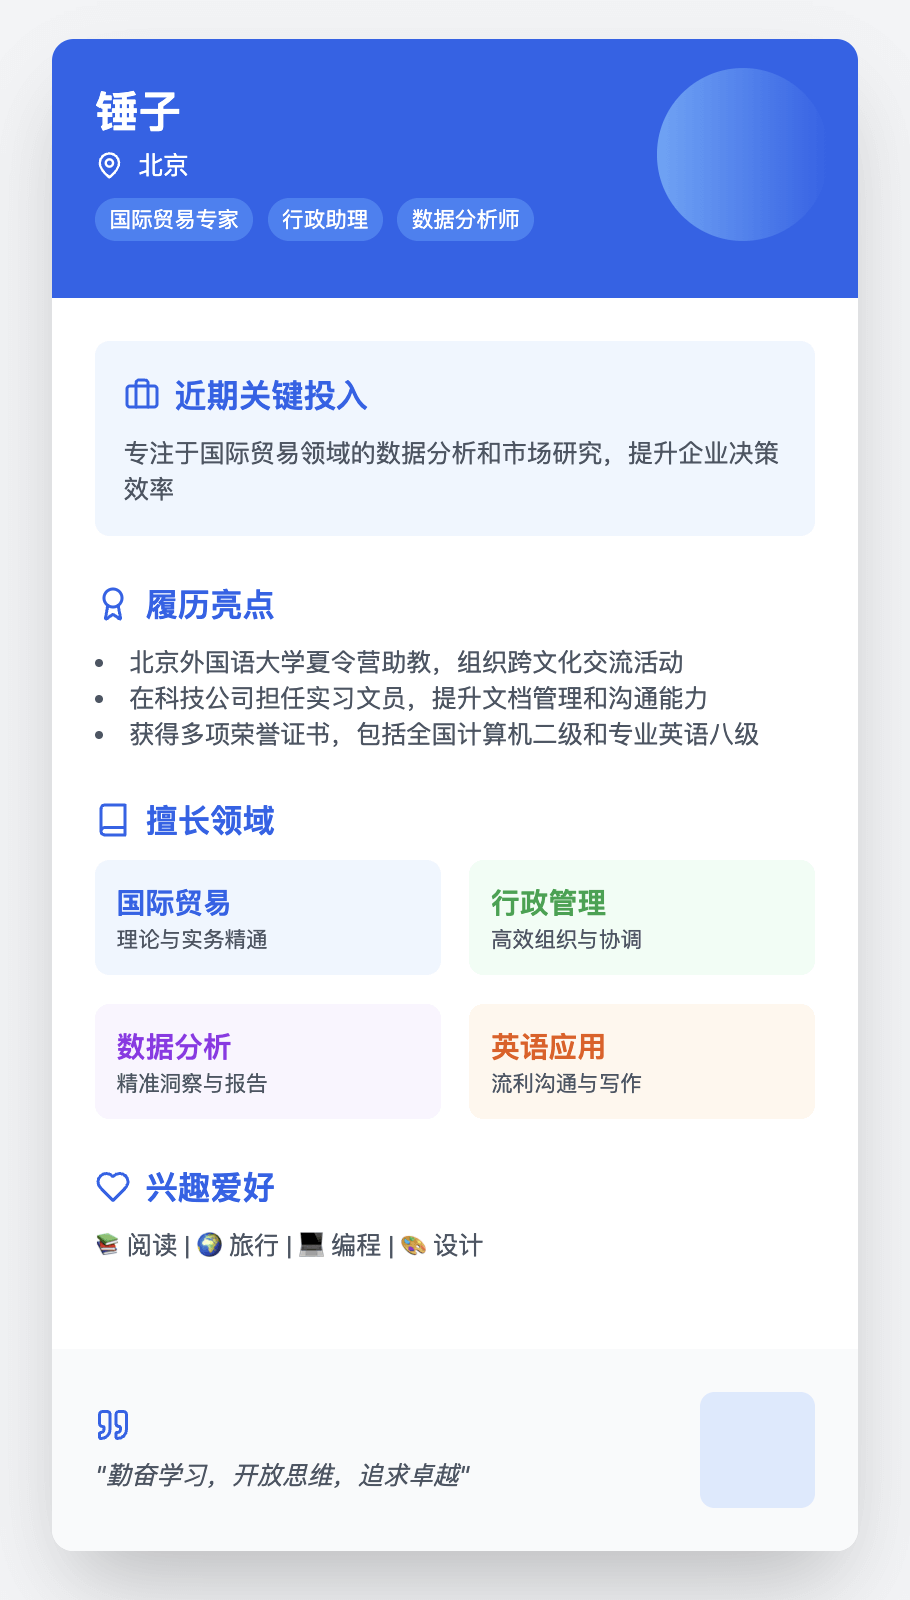 锤子
北京
国际贸易专家 行政助理 数据分析师
近期关键投入
专注于国际贸易领域的数据分析和市场研究，提升企业决策
效率
履历亮点
• 北京外国语大学夏令营助教，组织跨文化交流活动
• 在科技公司担任实习文员，提升文档管理和沟通能力
• 获得多项荣誉证书，包括全国计算机二级和专业英语八级
擅长领域
国际贸易
理论与实务精通
行政管理
高效组织与协调
数据分析
精准洞察与报告
英语应用
流利沟通与写作
兴趣爱好
📚 阅读 | 🌍 旅行 | 💻 编程 | 🎨 设计
"勤奋学习，开放思维，追求卓越"